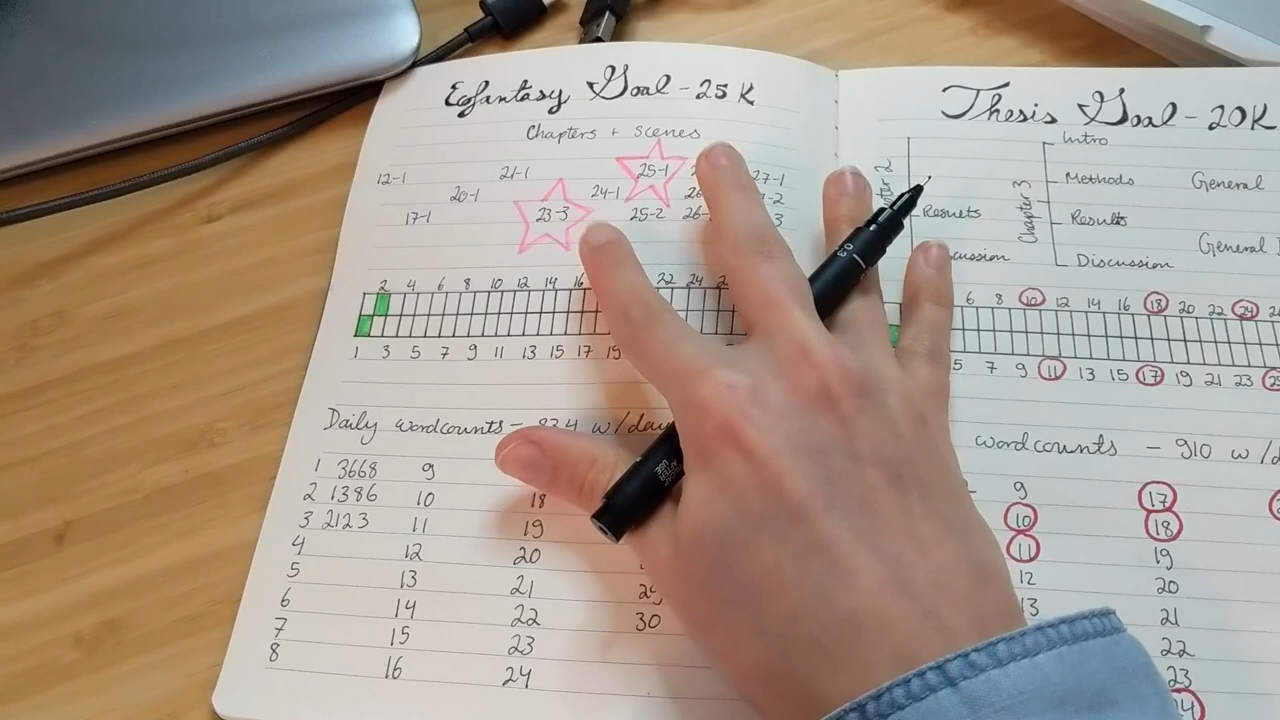 Ecofantasy Goal - 25 K
Chapters + Scenes
12-1 21-1 25-1 27-1
20-1 24-1
17-1 23-3 25-2
2 4 6 8 10 12 14 16 22 24
1 3 5 7 9 11 13 15 17 19
Daily wordcounts - 834 w/day
1 3668 9
2 1386 10 18
3 2123 11 19
4 12 20
5 13 21
6 14 22 30
7 15 23
8 16 24
Thesis Goal - 20K
Intro
Methods General
Results Chapter 3 Results
General
Discussion
6 8 10 12 14 16 18 20 22 24
5 7 9 11 13 15 17 19 21 23
wordcounts - 910 w/d
9 17
10 18
11 19
12 20
13 21
22
23
0.3